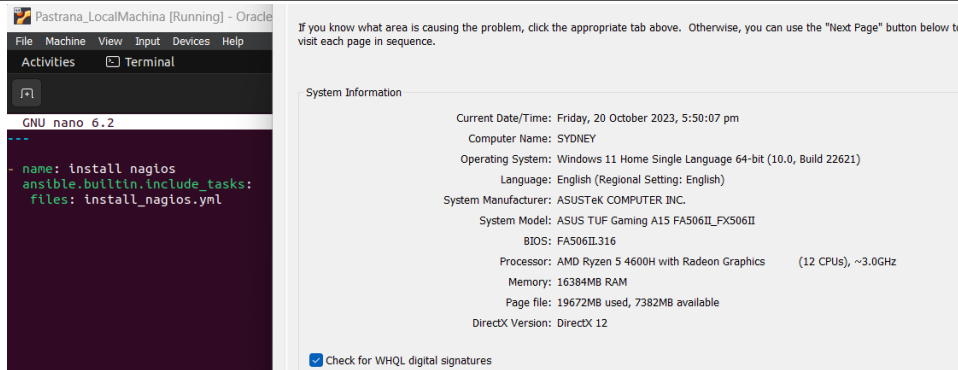 Pastrana_LocalMachina [Running] - Oracle
File Machine View Input Devices Help
Activities Terminal
GNU nano 6.2
---
- name: install nagios
ansible.builtin.include_tasks:
files: install_nagios.yml
If you know what area is causing the problem, click the appropriate tab above. Otherwise, you can use the "Next Page" button below to
visit each page in sequence.
System Information
Current Date/Time: Friday, 20 October 2023, 5:50:07 pm
Computer Name: SYDNEY
Operating System: Windows 11 Home Single Language 64-bit (10.0, Build 22621)
Language: English (Regional Setting: English)
System Manufacturer: ASUSTeK COMPUTER INC.
System Model: ASUS TUF Gaming A15 FA506II_FX506II
BIOS: FA506II.316
Processor: AMD Ryzen 5 4600H with Radeon Graphics (12 CPUs), ~3.0GHz
Memory: 16384MB RAM
Page file: 19672MB used, 7382MB available
DirectX Version: DirectX 12
Check for WHQL digital signatures